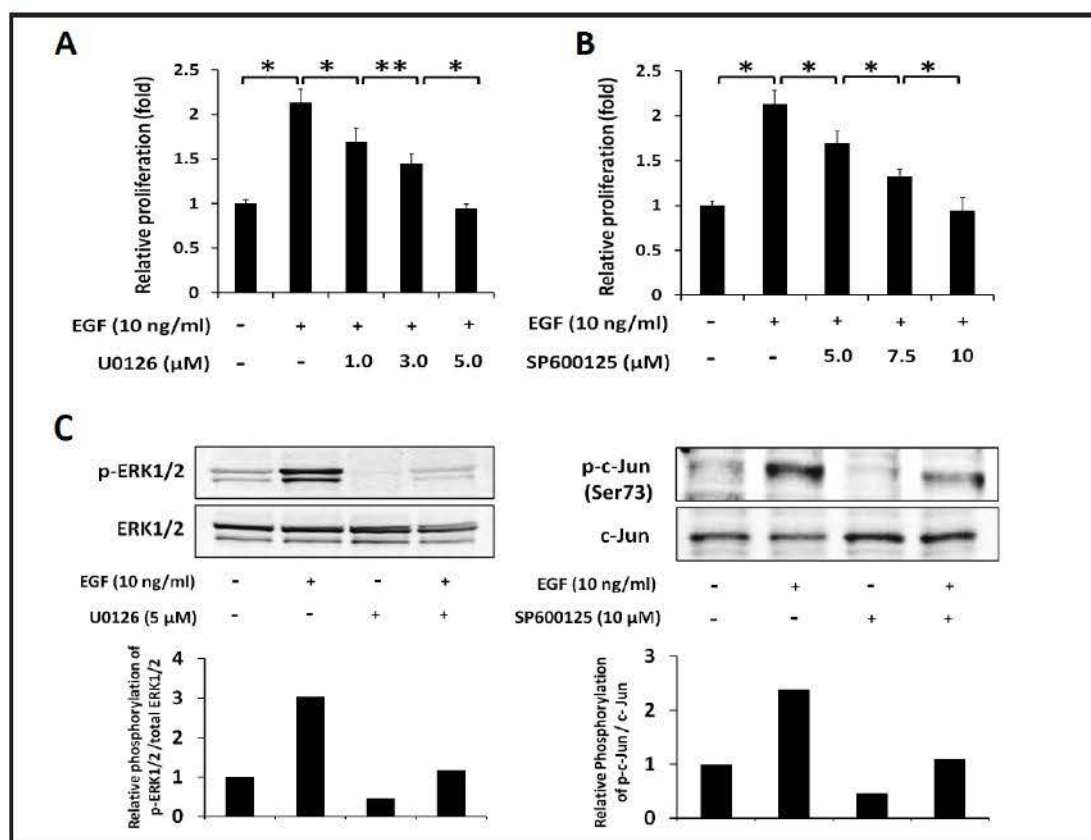 A
* * ** *
Relative proliferation (fold)
2.5
2
1.5
1
0.5
0
EGF (10 ng/ml) - + + + +
U0126 (μM) - - 1.0 3.0 5.0
B
* * * *
Relative proliferation (fold)
2.5
2
1.5
1
0.5
0
EGF (10 ng/ml) - + + + +
SP600125 (μM) - - 5.0 7.5 10
C
p-ERK1/2
ERK1/2
EGF (10 ng/ml) - + - +
U0126 (5 μM) - - + +
Relative phosphorylation of
p-ERK1/2 /total ERK1/2
4
3
2
1
0
p-c-Jun
(Ser73)
c-Jun
EGF (10 ng/ml) - + - +
SP600125 (10 μM) - - + +
Relative Phosphorylation
of p-c-Jun / c- Jun
3
2
1
0